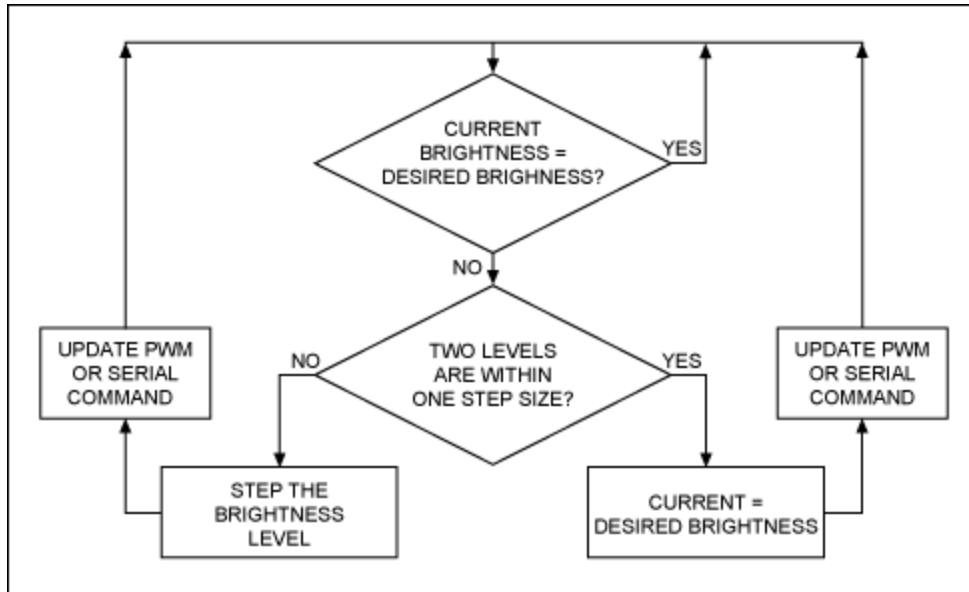 CURRENT
BRIGHTNESS =
DESIRED BRIGHNESS?
YES
NO
TWO LEVELS
ARE WITHIN
ONE STEP SIZE?
NO
YES
UPDATE PWM
OR SERIAL
COMMAND
UPDATE PWM
OR SERIAL
COMMAND
STEP THE
BRIGHTNESS
LEVEL
CURRENT =
DESIRED BRIGHTNESS